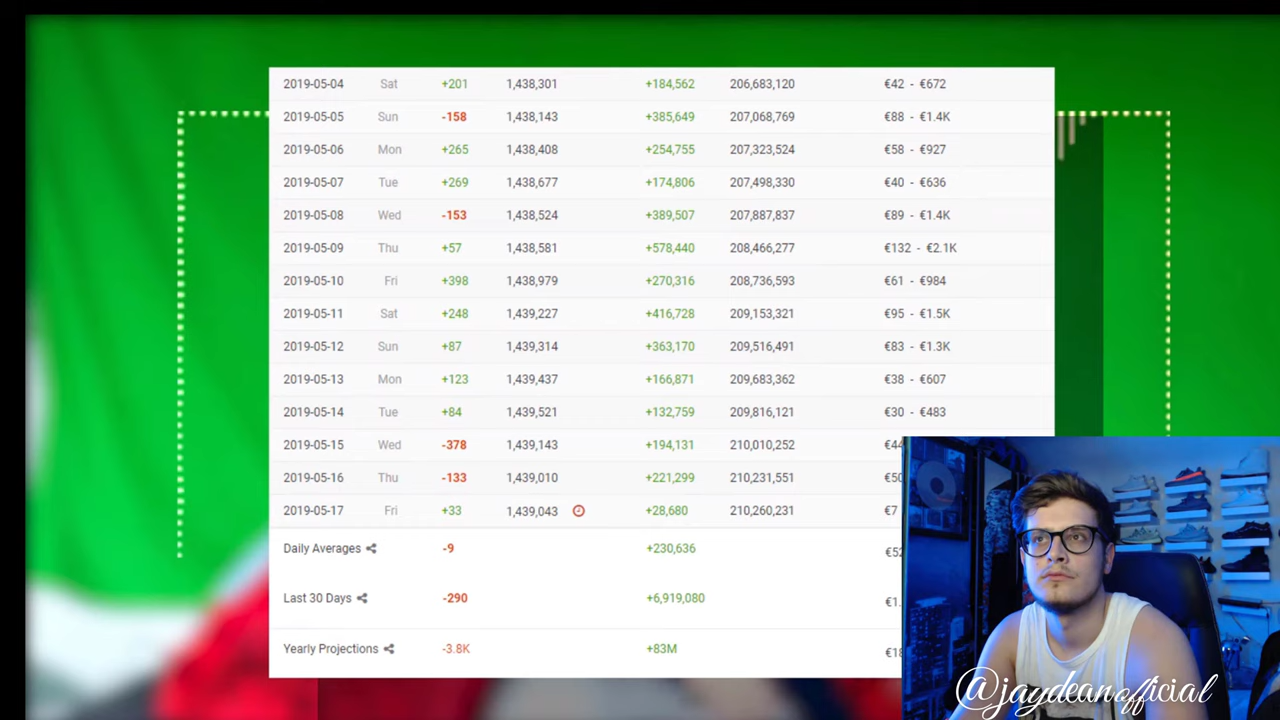 2019-05-04 Sat +201 1,438,301 +184,562 206,683,120 €42 - €672
2019-05-05 Sun -158 1,438,143 +385,649 207,068,769 €88 - €1.4K
2019-05-06 Mon +265 1,438,408 +254,755 207,323,524 €58 - €927
2019-05-07 Tue +269 1,438,677 +174,806 207,498,330 €40 - €636
2019-05-08 Wed -153 1,438,524 +389,507 207,887,837 €89 - €1.4K
2019-05-09 Thu +57 1,438,581 +578,440 208,466,277 €132 - €2.1K
2019-05-10 Fri +398 1,438,979 +270,316 208,736,593 €61 - €984
2019-05-11 Sat +248 1,439,227 +416,728 209,153,321 €95 - €1.5K
2019-05-12 Sun +87 1,439,314 +363,170 209,516,491 €83 - €1.3K
2019-05-13 Mon +123 1,439,437 +166,871 209,683,362 €38 - €607
2019-05-14 Tue +84 1,439,521 +132,759 209,816,121 €30 - €483
2019-05-15 Wed -378 1,439,143 +194,131 210,010,252 €44
2019-05-16 Thu -133 1,439,010 +221,299 210,231,551 €50
2019-05-17 Fri +33 1,439,043 +28,680 210,260,231 €7
Daily Averages -9 +230,636 €52
Last 30 Days -290 +6,919,080 €1.
Yearly Projections -3.8K +83M €18
@jaydeanofficial